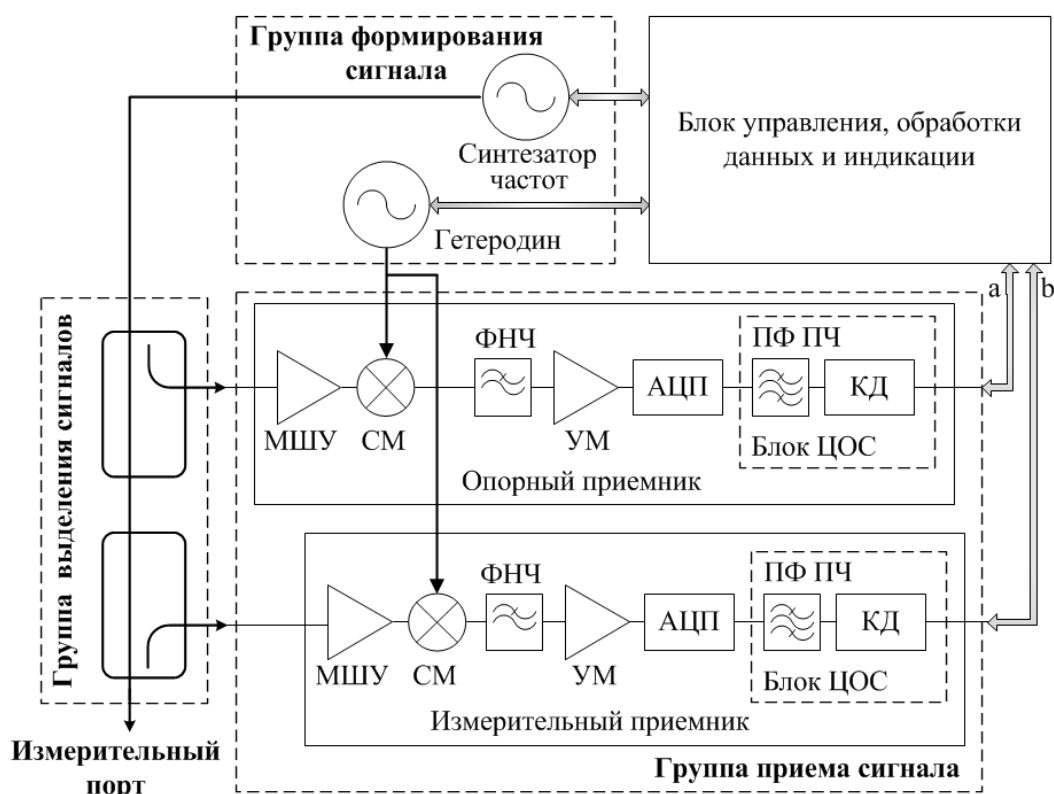 Группа формирования
сигнала
Синтезатор
частот
Гетеродин
Блок управления, обработки
данных и индикации
a
b
Группа выделения сигналов
МШУ
СМ
ФНЧ
УМ
АЦП
ПФ ПЧ
КД
Блок ЦОС
Опорный приемник
МШУ
СМ
ФНЧ
УМ
АЦП
ПФ ПЧ
КД
Блок ЦОС
Измерительный приемник
Группа приема сигнала
Измерительный
порт